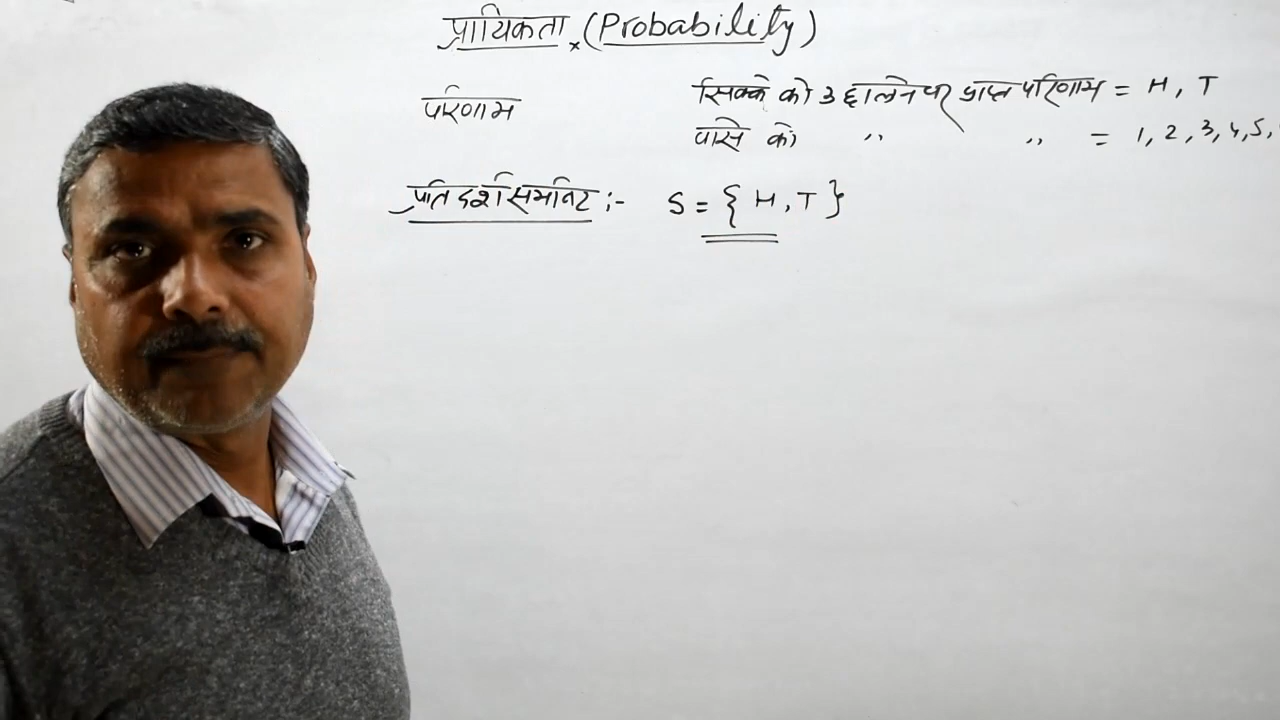 प्रायिकता (Probability)
परिणाम सिक्के को उछालने पर प्राप्त परिणाम = H, T
पासे को ,, ,, = 1, 2, 3, 4, 5,
प्रतिदर्श समष्टि :- S = { H, T }